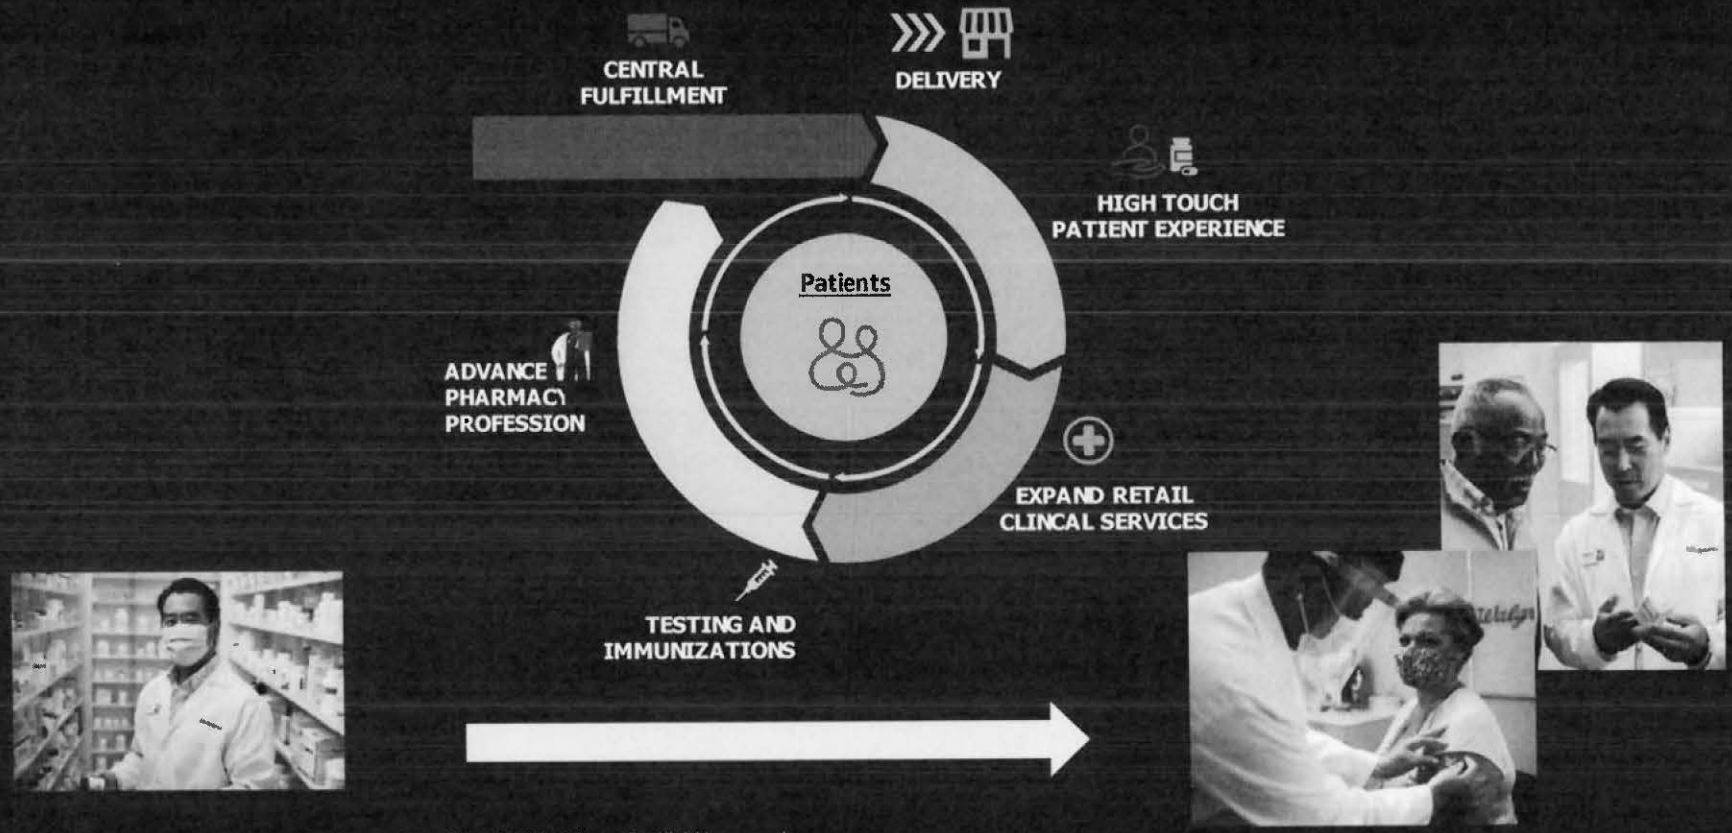 CENTRAL
FULFILLMENT
DELIVERY
HIGH TOUCH
PATIENT EXPERIENCE
Patients
ADVANCE
PHARMACY
PROFESSION
EXPAND RETAIL
CLINCAL SERVICES
TESTING AND
IMMUNIZATIONS